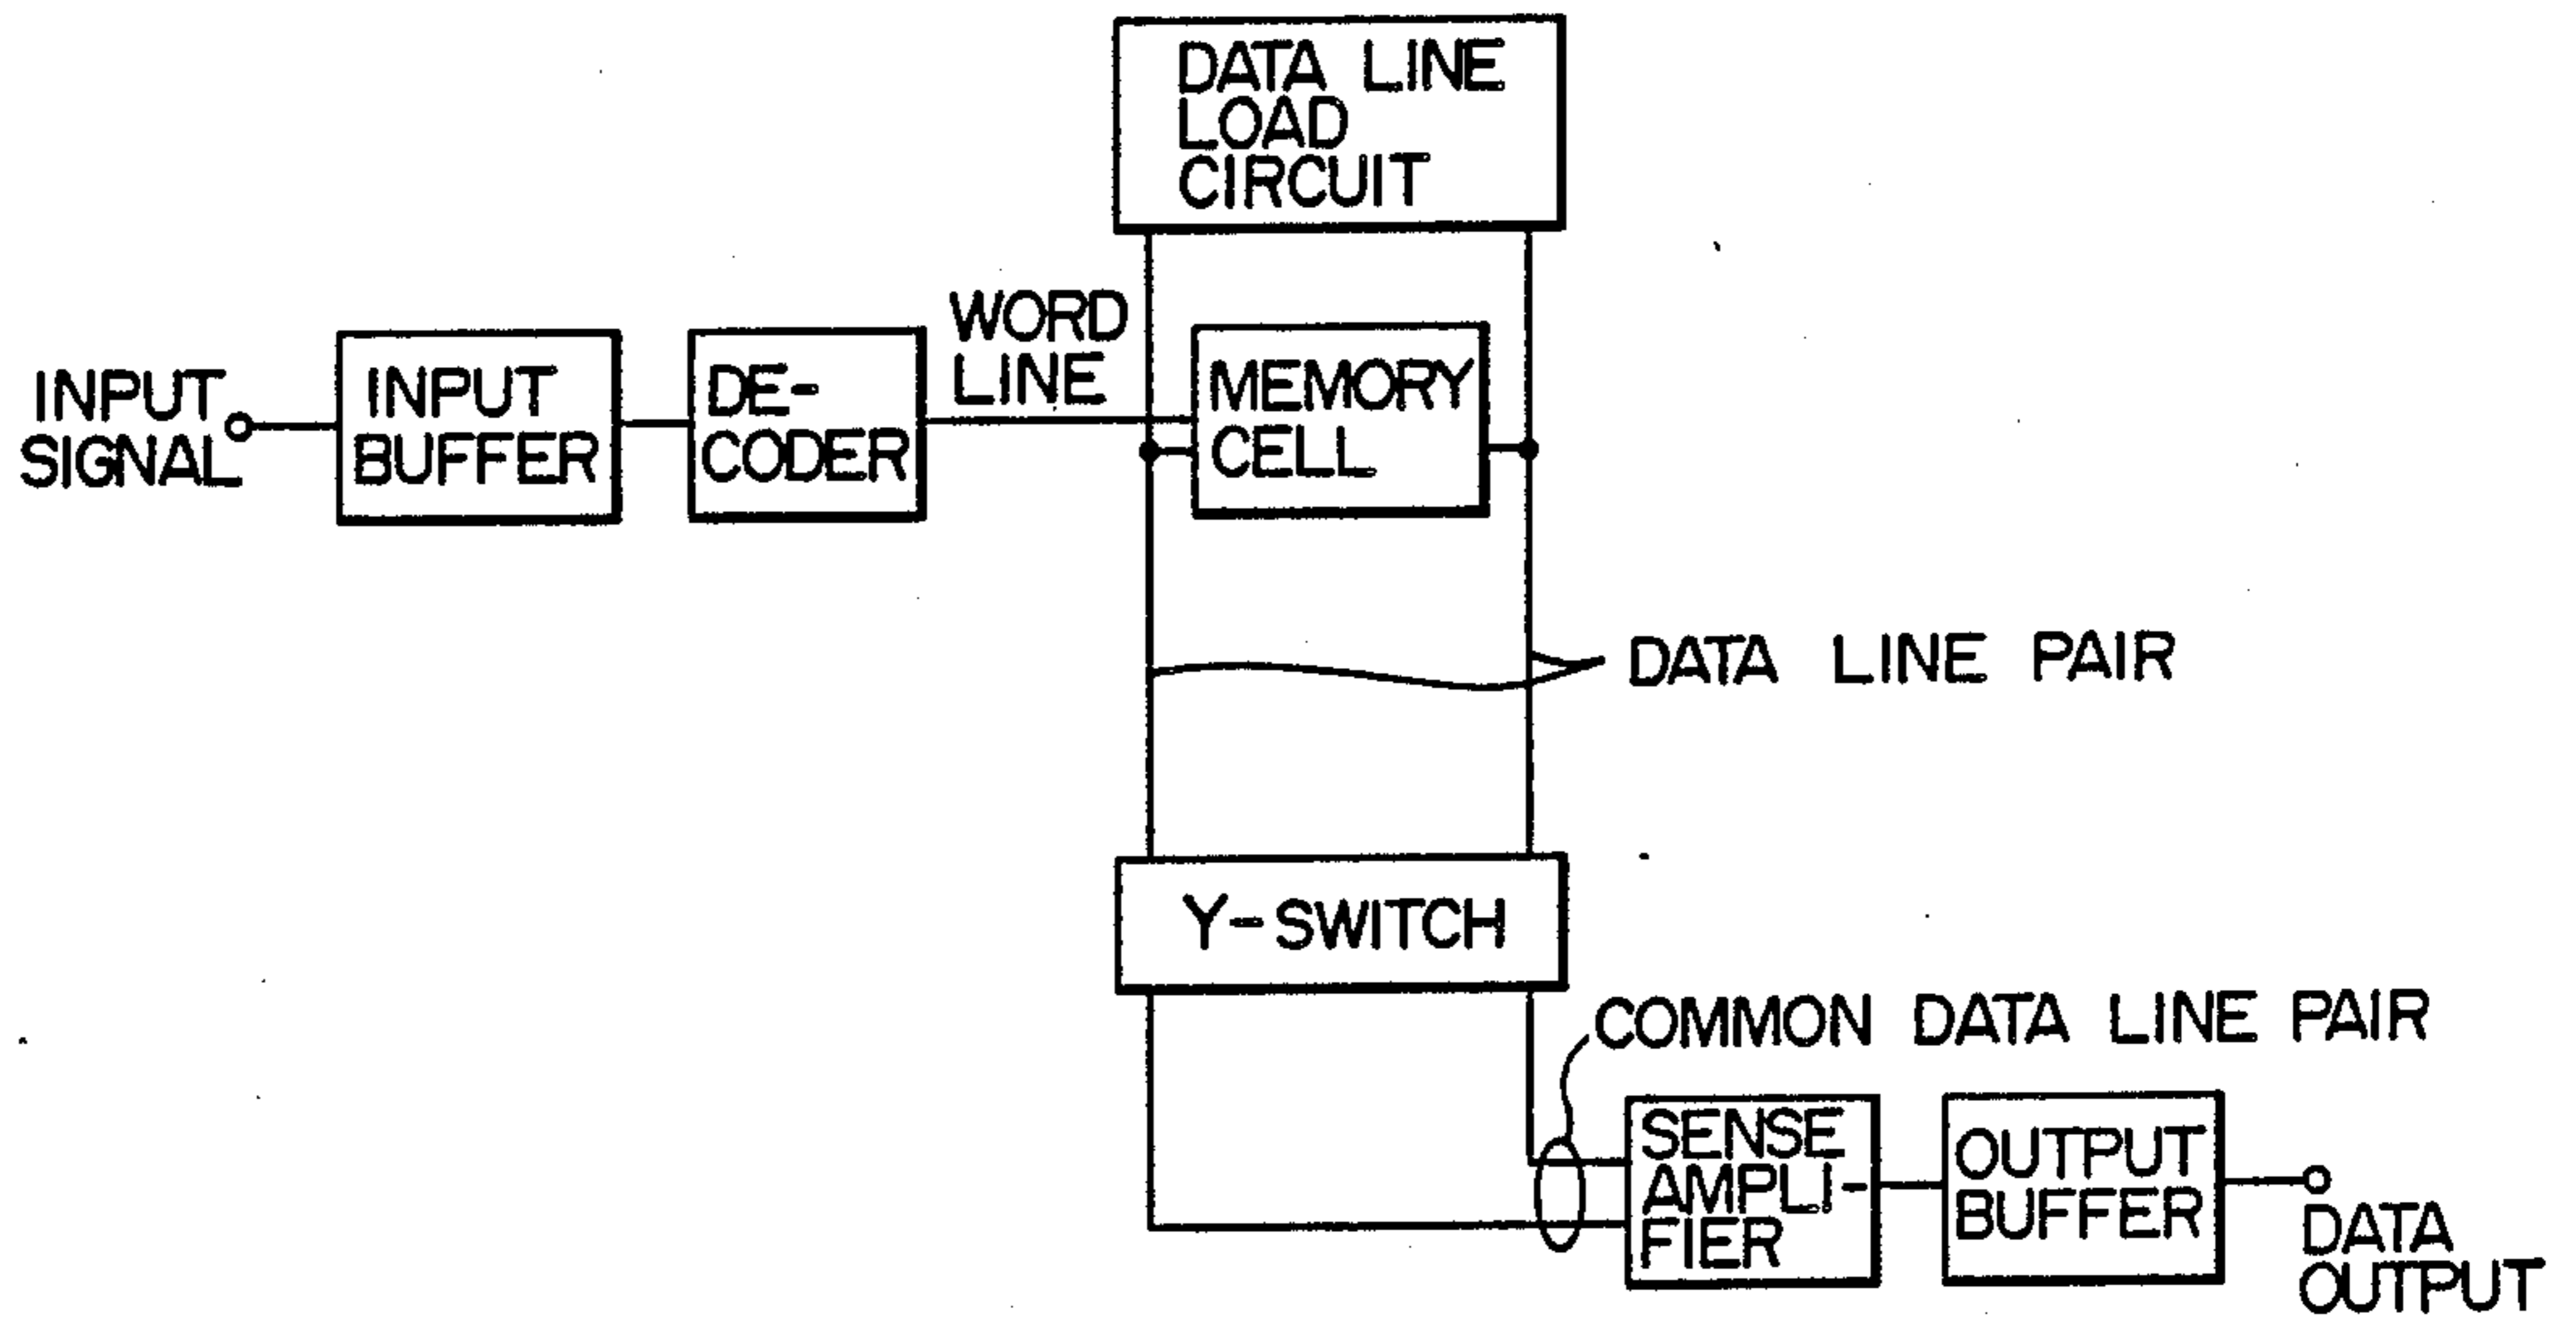 DATA LINE
LOAD
CIRCUIT
WORD
LINE
INPUT
SIGNAL
INPUT
BUFFER
DE-
CODER
MEMORY
CELL
DATA LINE PAIR
Y-SWITCH
COMMON DATA LINE PAIR
SENSE
AMPLI-
FIER
OUTPUT
BUFFER
DATA
OUTPUT